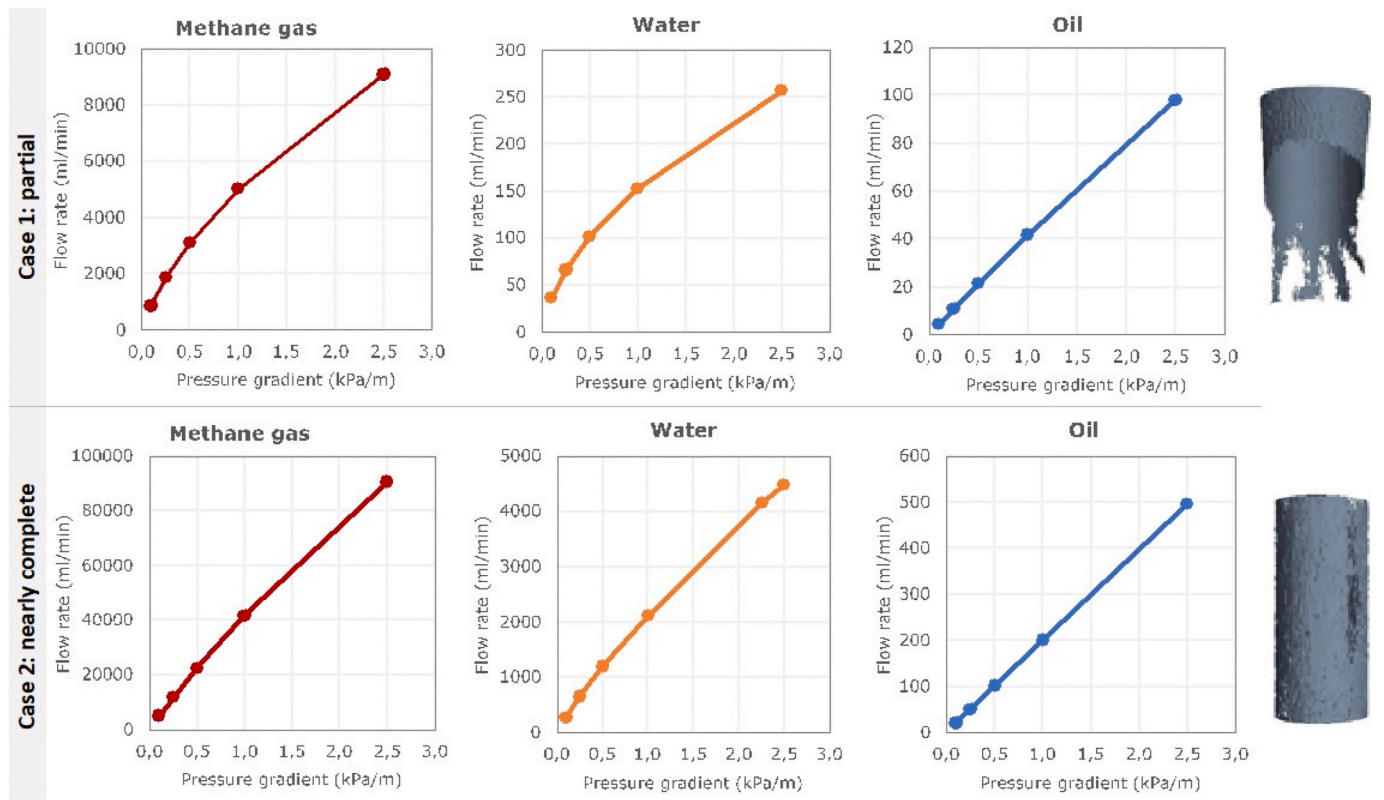 Case 1: partial
Methane gas
Flow rate (ml/min)
10000
8000
6000
4000
2000
0
0,0 0,5 1,0 1,5 2,0 2,5 3,0
Pressure gradient (kPa/m)
Water
Flow rate (ml/min)
300
250
200
150
100
50
0
0,0 0,5 1,0 1,5 2,0 2,5 3,0
Pressure gradient (kPa/m)
Oil
Flow rate (ml/min)
120
100
80
60
40
20
0
0,0 0,5 1,0 1,5 2,0 2,5 3,0
Pressure gradient (kPa/m)
Case 2: nearly complete
Methane gas
Flow rate (ml/min)
100000
80000
60000
40000
20000
0
0,0 0,5 1,0 1,5 2,0 2,5 3,0
Pressure gradient (kPa/m)
Water
Flow rate (ml/min)
5000
4000
3000
2000
1000
0
0,0 0,5 1,0 1,5 2,0 2,5 3,0
Pressure gradient (kPa/m)
Oil
Flow rate (ml/min)
600
500
400
300
200
100
0
0,0 0,5 1,0 1,5 2,0 2,5 3,0
Pressure gradient (kPa/m)